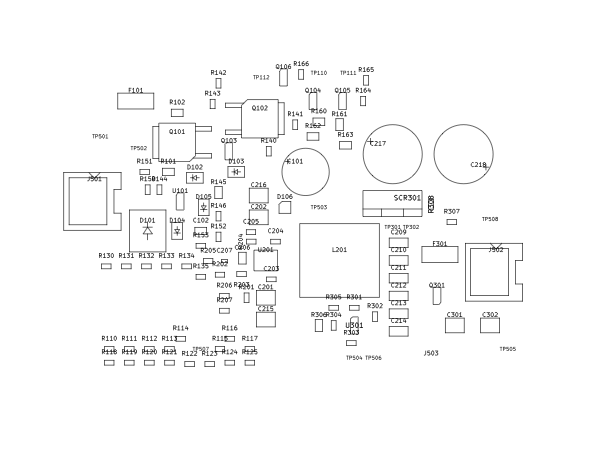 Q106 R166
TP112 TP110 TP111 R165
R142
F101 R143 Q104 Q105 R164
R102 Q102 R160
R141 R161
TP501 Q101 R162
TP502 Q103 R140 R163 C217
R151 R101 D103 C101
D102 C218
J501 R144 R145 C216
U101 D105 D106 SCR301
R146 C202 TP503 R308
R307
D101 D104 C102 C205 TP508
R152 C204 TP301 TP302
R153 C209
L201 F301
R205 C207 U201 C210 J502
R130 R131 R132 R133 R134
R202 C203 C211
R135
R206 R203 R201 C201 C212 Q301
R207 R305 R301
C215 R302 C213
R306 R304 C301 C302
U301 C214
R114 R116 R303
R110 R111 R112 R113 R115 R117
TP507 TP505
R118 R119 R120 R121 R124 R125 J503
R122 R123 TP504 TP506